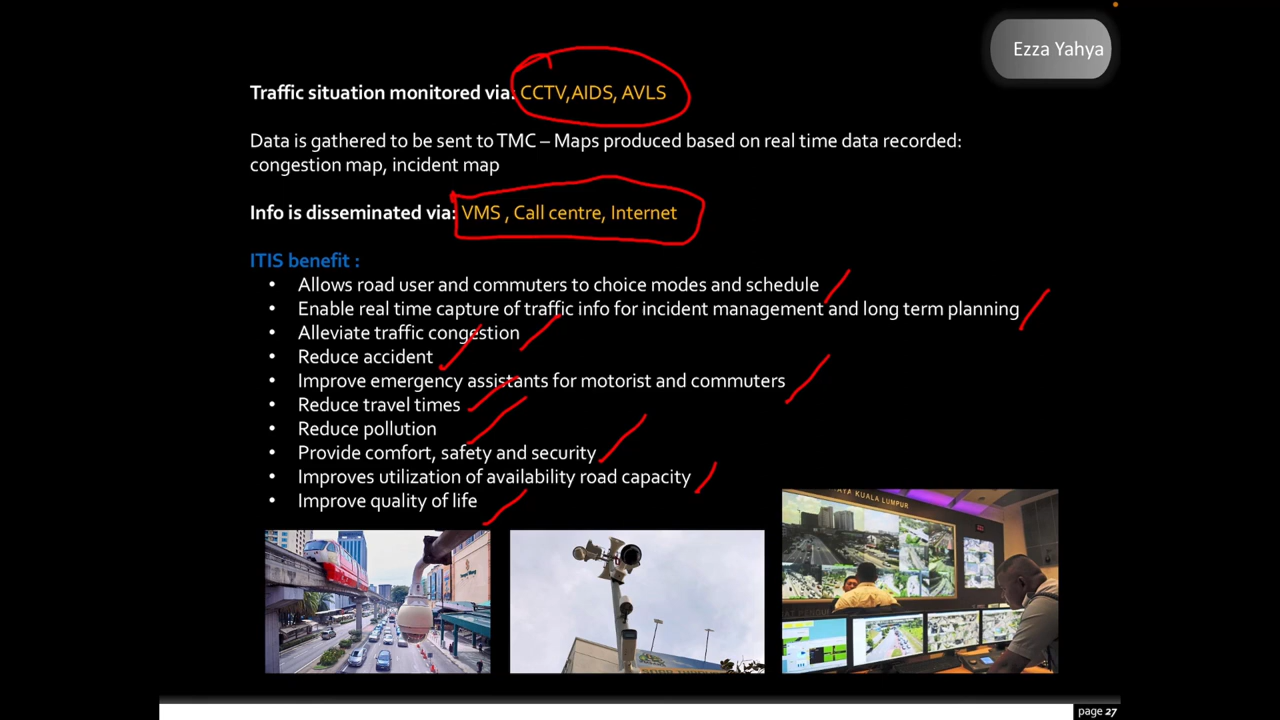 Ezza Yahya
Traffic situation monitored via: CCTV,AIDS, AVLS
Data is gathered to be sent to TMC – Maps produced based on real time data recorded:
congestion map, incident map
Info is disseminated via: VMS , Call centre, Internet
ITIS benefit :
• Allows road user and commuters to choice modes and schedule
• Enable real time capture of traffic info for incident management and long term planning
• Alleviate traffic congestion
• Reduce accident
• Improve emergency assistants for motorist and commuters
• Reduce travel times
• Reduce pollution
• Provide comfort, safety and security
• Improves utilization of availability road capacity
• Improve quality of life
KUALA LUMPUR
page 27